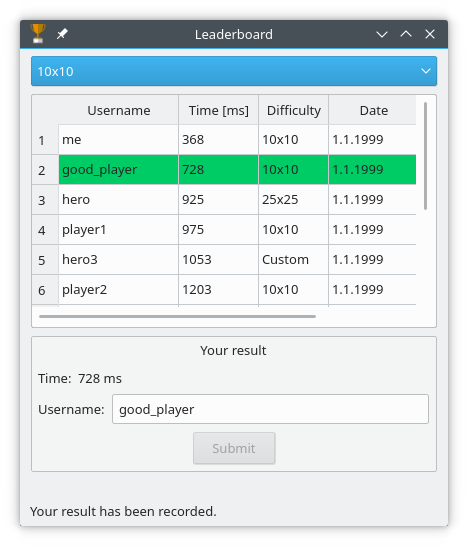 Leaderboard
10x10
Username Time [ms] Difficulty Date
1 me 368 10x10 1.1.1999
2 good_player 728 10x10 1.1.1999
3 hero 925 25x25 1.1.1999
4 player1 975 10x10 1.1.1999
5 hero3 1053 Custom 1.1.1999
6 player2 1203 10x10 1.1.1999
Your result
Time: 728 ms
Username: good_player
Submit
Your result has been recorded.